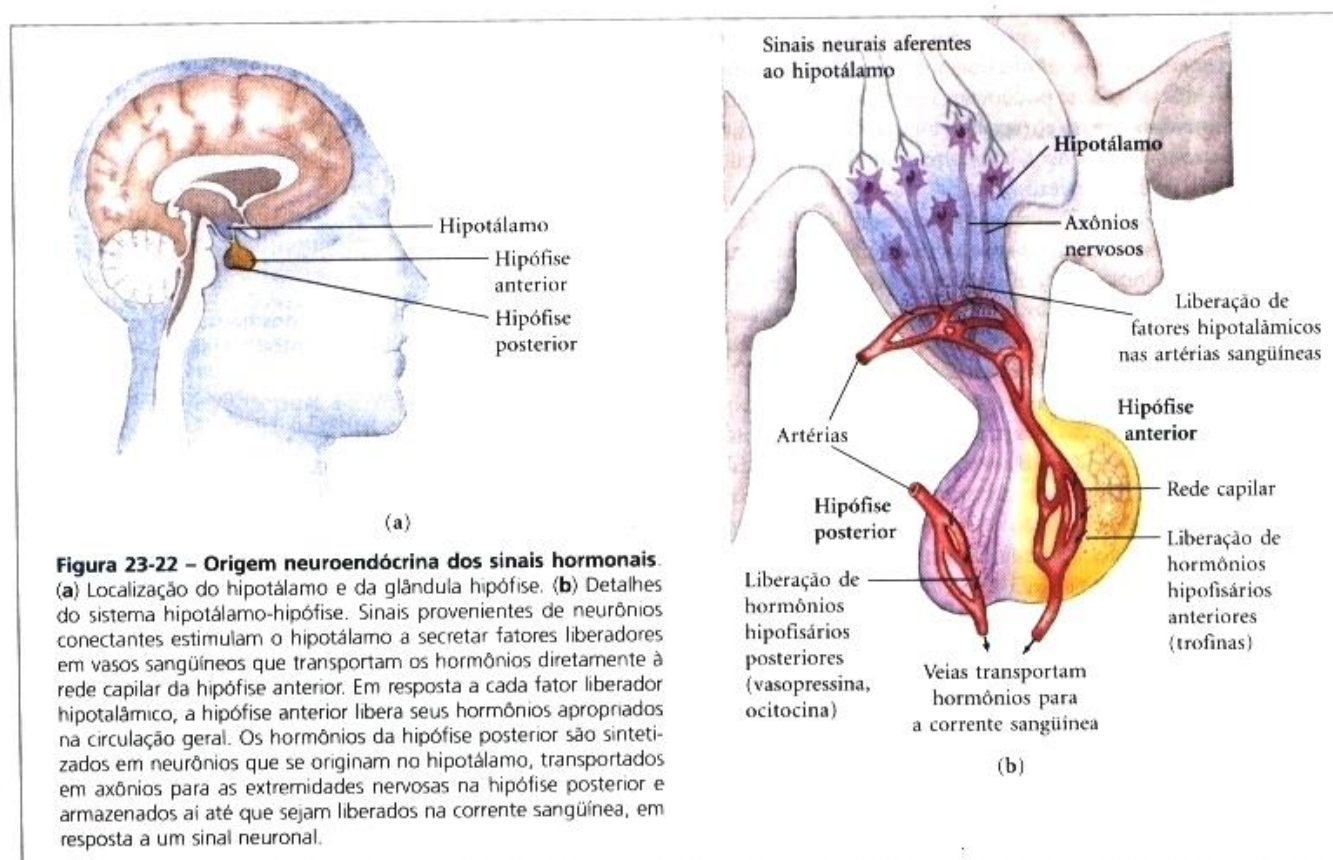 Hipotálamo
Hipófise
anterior
Hipófise
posterior
(a)
Figura 23-22 – Origem neuroendócrina dos sinais hormonais.
(a) Localização do hipotálamo e da glândula hipófise. (b) Detalhes
do sistema hipotálamo-hipófise. Sinais provenientes de neurônios
conectantes estimulam o hipotálamo a secretar fatores liberadores
em vasos sangüíneos que transportam os hormônios diretamente à
rede capilar da hipófise anterior. Em resposta a cada fator liberador
hipotalâmico, a hipófise anterior libera seus hormônios apropriados
na circulação geral. Os hormônios da hipófise posterior são sinteti-
zados em neurônios que se originam no hipotálamo, transportados
em axônios para as extremidades nervosas na hipófise posterior e
armazenados aí até que sejam liberados na corrente sangüínea, em
resposta a um sinal neuronal.
Sinais neurais aferentes
ao hipotálamo
Hipotálamo
Axônios
nervosos
Liberação de
fatores hipotalâmicos
nas artérias sangüíneas
Hipófise
anterior
Artérias
Rede capilar
Hipófise
posterior
Liberação de
hormônios
hipofisários
anteriores
(trofinas)
Liberação de
hormônios
hipofisários
posteriores
(vasopressina,
ocitocina)
Veias transportam
hormônios para
a corrente sangüínea
(b)